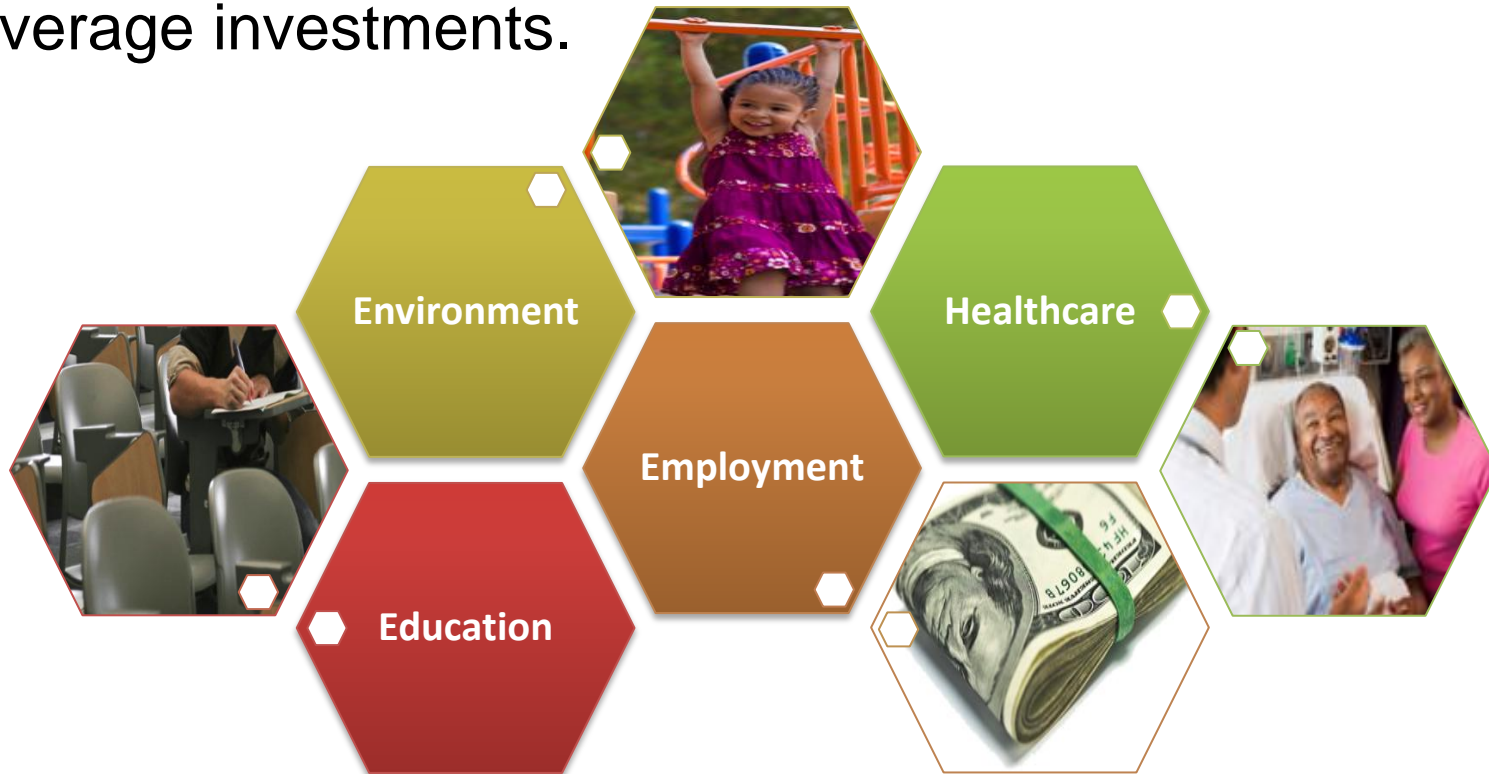 verage investments.
Environment
Healthcare
Employment
Education